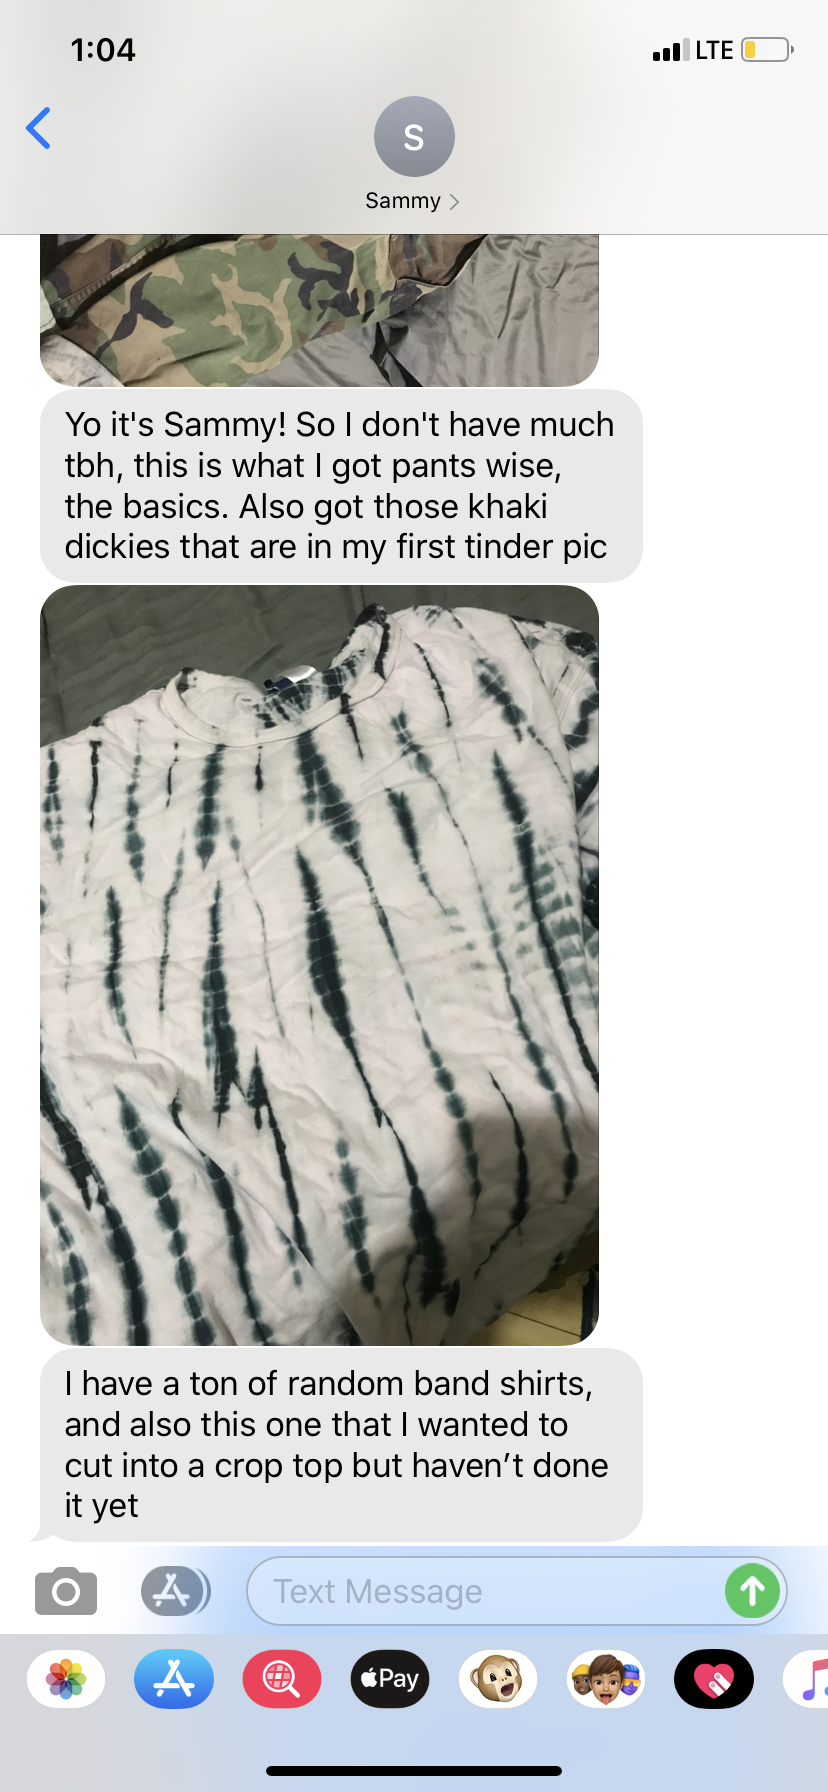 1:04
LTE
S
Sammy
Yo it's Sammy! So I don't have much
tbh, this is what I got pants wise,
the basics. Also got those khaki
dickies that are in my first tinder pic
I have a ton of random band shirts,
and also this one that I wanted to
cut into a crop top but haven’t done
it yet
Text Message
Pay